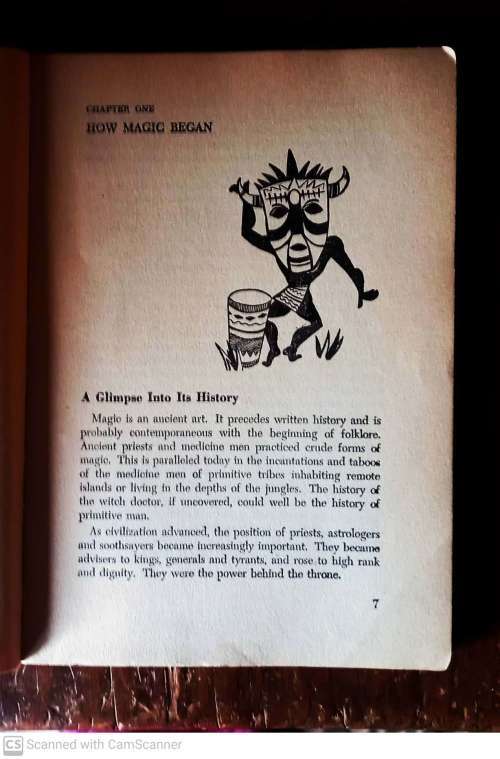 CHAPTER ONE
HOW MAGIC BEGAN
A Glimpse Into Its History
Magic is an ancient art. It precedes written history and is
probably contemporaneous with the beginning of folklore.
Ancient priests and medicine men practiced crude forms of
magic. This is paralleled today in the incantations and taboos
of the medicine men of primitive tribes inhabiting remote
islands or living in the depths of the jungles. The history of
the witch doctor, if uncovered, could well be the history of
primitive man.
As civilization advanced, the position of priests, astrologers
and soothsayers became increasingly important. They became
advisers to kings, generals and tyrants, and rose to high rank
and dignity. They were the power behind the throne.
7
CS Scanned with CamScanner